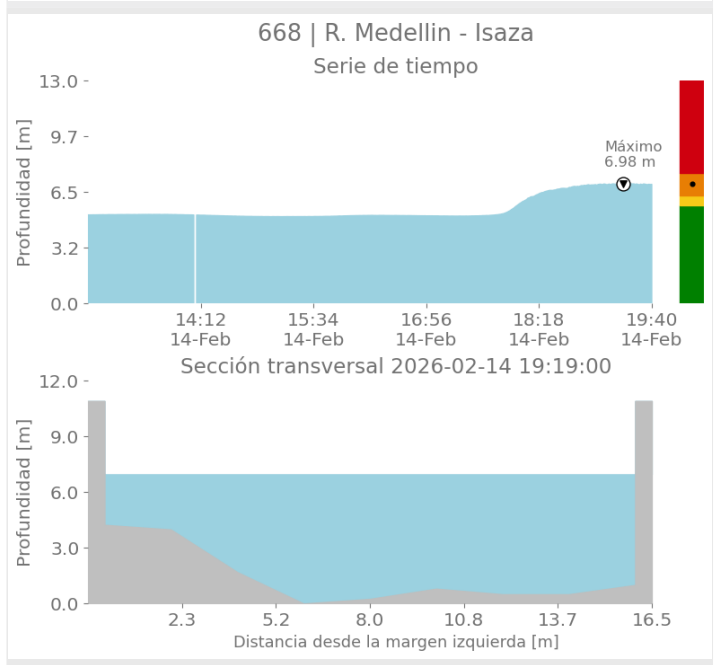 668 | R. Medellin - Isaza
Serie de tiempo
Profundidad [m]
13.0
9.7
6.5
3.2
0.0
Máximo
6.98 m
14:12 15:34 16:56 18:18 19:40
14-Feb 14-Feb 14-Feb 14-Feb 14-Feb
Sección transversal 2026-02-14 19:19:00
Profundidad [m]
12.0
9.0
6.0
3.0
0.0
2.3 5.2 8.0 10.8 13.7 16.5
Distancia desde la margen izquierda [m]